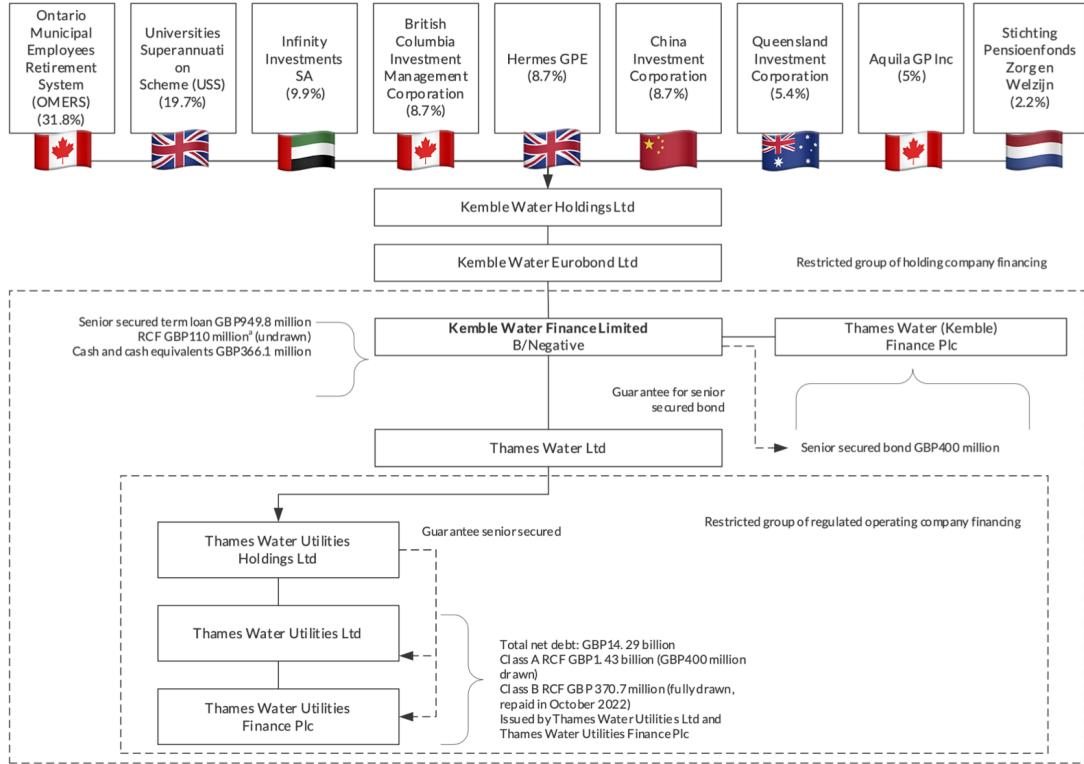 Ontario
Municipal
Employees
Retirement
System
(OMERS)
(31.8%)
Universities
Superannuati
on
Scheme (USS)
(19.7%)
Infinity
Investments
SA
(9.9%)
British
Columbia
Investment
Management
Corporation
(8.7%)
Hermes GPE
(8.7%)
China
Investment
Corporation
(8.7%)
Queensland
Investment
Corporation
(5.4%)
Aquila GP Inc
(5%)
Stichting
Pensioenfonds
Zorg en
Welzijn
(2.2%)
Kemble Water Holdings Ltd
Kemble Water Eurobond Ltd
Restricted group of holding company financing
Senior secured term loan GBP949.8 million
RCF GBP110 millionᵃ (undrawn)
Cash and cash equivalents GBP366.1 million
Kemble Water Finance Limited
B/Negative
Thames Water (Kemble)
Finance Plc
Guarantee for senior
secured bond
Senior secured bond GBP400 million
Thames Water Ltd
Restricted group of regulated operating company financing
Thames Water Utilities
Holdings Ltd
Guarantee senior secured
Thames Water Utilities Ltd
Thames Water Utilities
Finance Plc
Total net debt: GBP14. 29 billion
Class A RCF GBP1. 43 billion (GBP400 million
drawn)
Class B RCF GBP 370.7 million (fully drawn,
repaid in October 2022)
Issued by Thames Water Utilities Ltd and
Thames Water Utilities Finance Plc